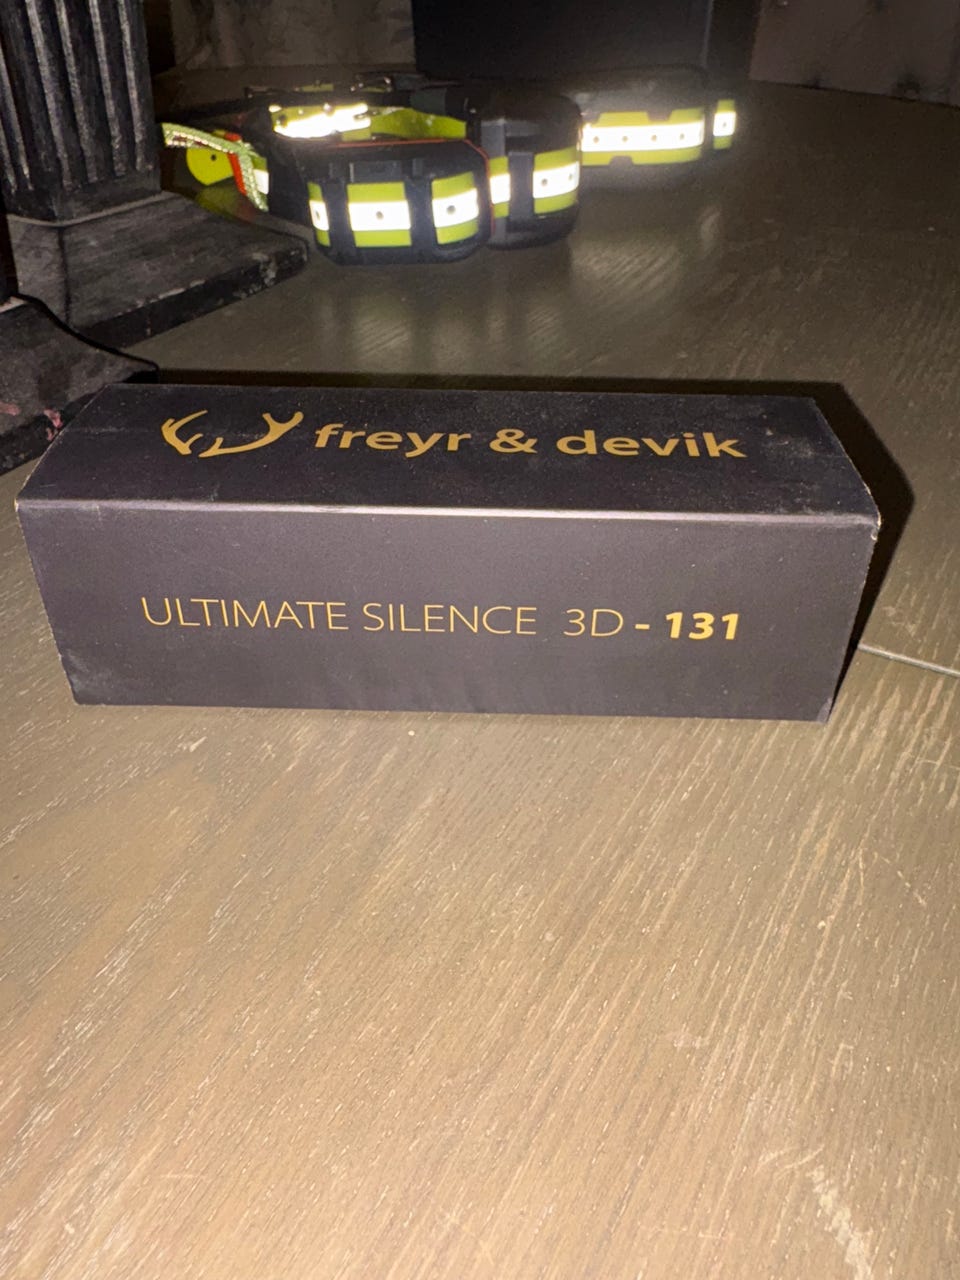 freyr & devik
ULTIMATE SILENCE 3D - 131